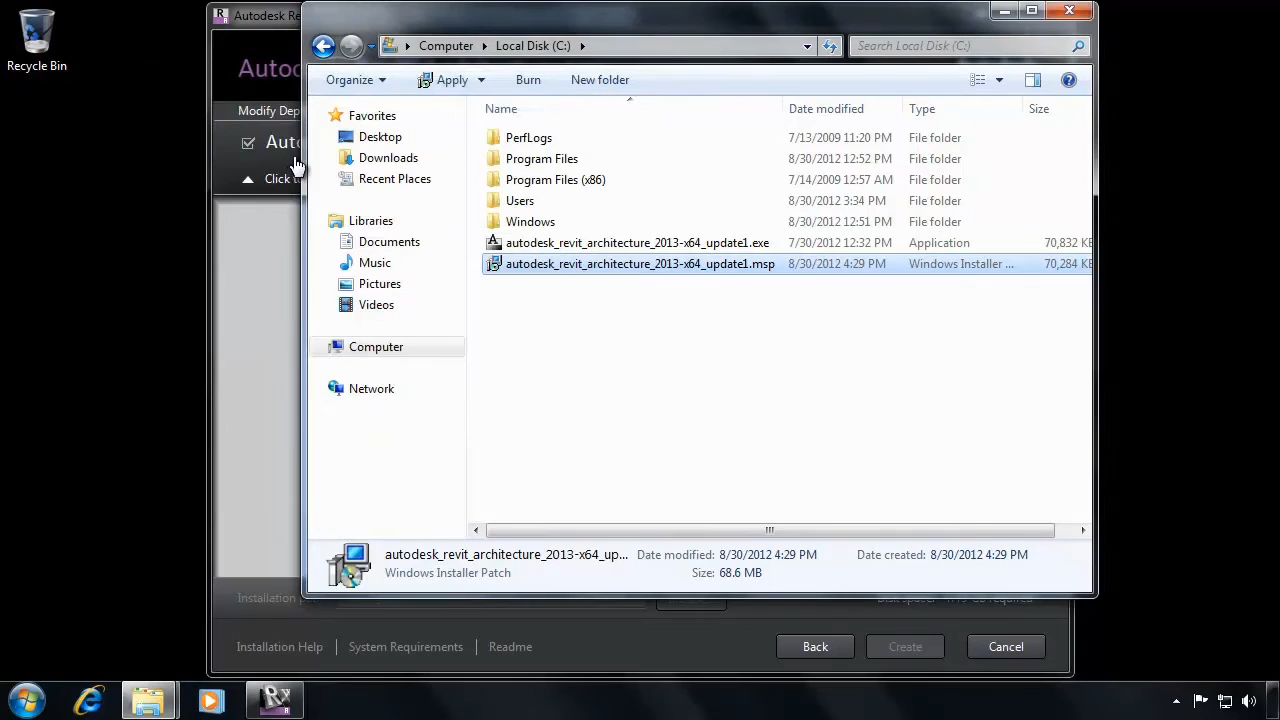 Recycle Bin
Autodesk Re
Auto
Modify Dep
Auto
Click t
Computer Local Disk (C:)
Search Local Disk (C:)
Organize Apply Burn New folder
Name Date modified Type Size
Favorites
Desktop
Downloads
Recent Places
Libraries
Documents
Music
Pictures
Videos
Computer
Network
PerfLogs 7/13/2009 11:20 PM File folder
Program Files 8/30/2012 12:52 PM File folder
Program Files (x86) 7/14/2009 12:57 AM File folder
Users 8/30/2012 3:34 PM File folder
Windows 8/30/2012 12:51 PM File folder
autodesk_revit_architecture_2013-x64_update1.exe 7/30/2012 12:32 PM Application 70,832 KB
autodesk_revit_architecture_2013-x64_update1.msp 8/30/2012 4:29 PM Windows Installer ... 70,284 KB
autodesk_revit_architecture_2013-x64_up... Date modified: 8/30/2012 4:29 PM Date created: 8/30/2012 4:29 PM
Windows Installer Patch Size: 68.6 MB
Installation p
Installation Help System Requirements Readme Back Create Cancel